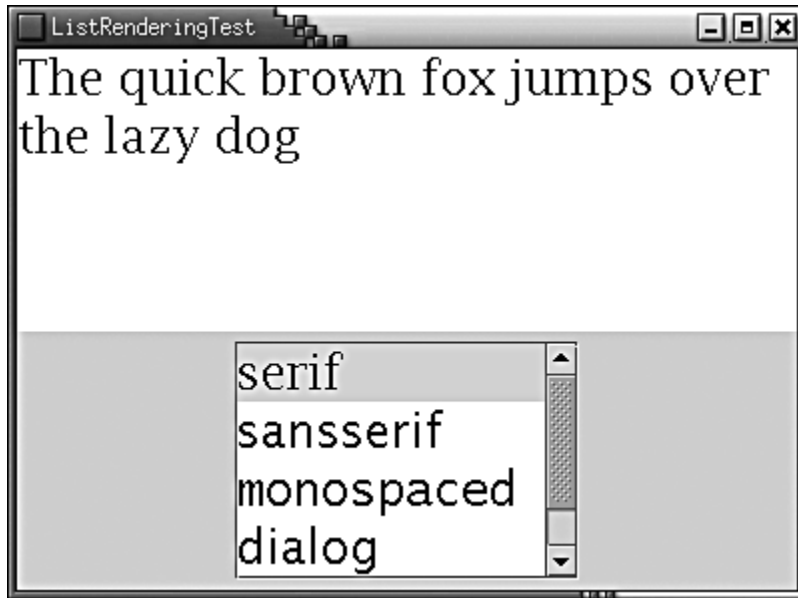 ListRenderingTest
The quick brown fox jumps over
the lazy dog
serif
sansserif
monospaced
dialog